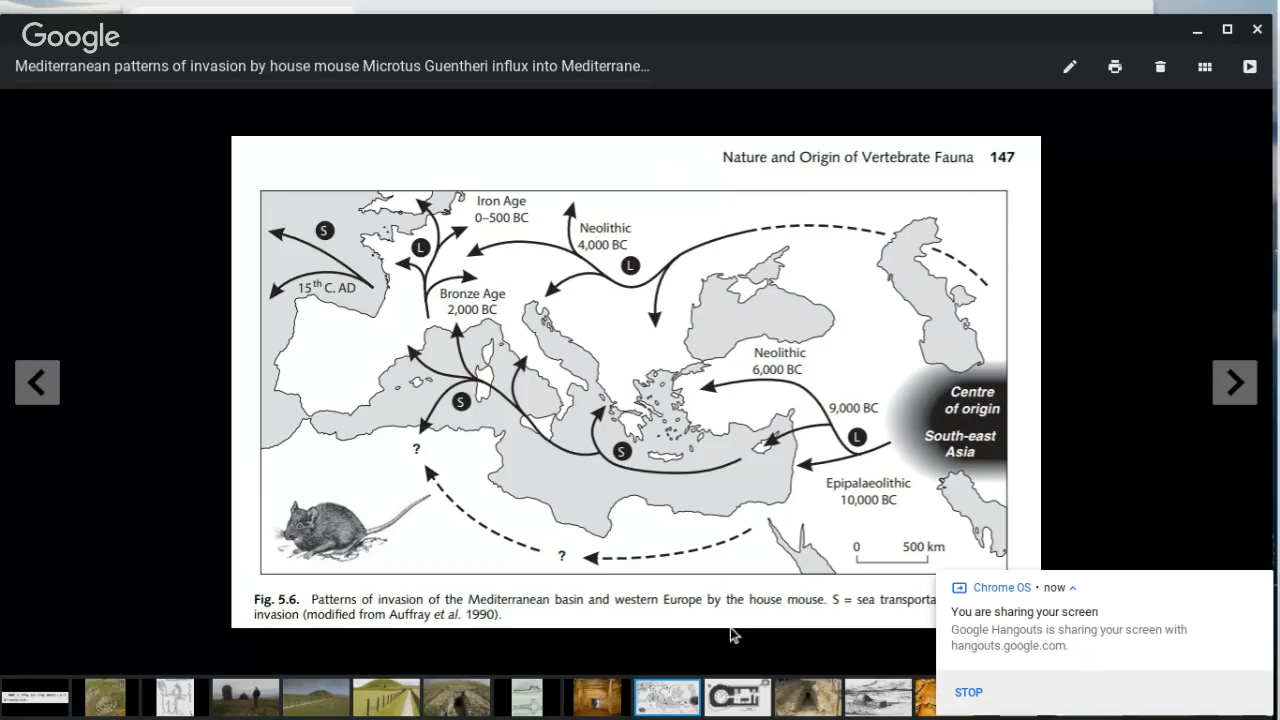 Google
Mediterranean patterns of invasion by house mouse Microtus Guentheri influx into Mediterrane...
Nature and Origin of Vertebrate Fauna 147
Iron Age
0–500 BC
S
L
Neolithic
4,000 BC
L
15th C. AD
Bronze Age
2,000 BC
Neolithic
6,000 BC
Centre
of origin
9,000 BC
S
South-east
Asia
L
?
S
Epipalaeolithic
10,000 BC
?
0 500 km
Fig. 5.6. Patterns of invasion of the Mediterranean basin and western Europe by the house mouse. S = sea transporta
invasion (modified from Auffray et al. 1990).
Chrome OS • now
You are sharing your screen
Google Hangouts is sharing your screen with
hangouts.google.com.
STOP